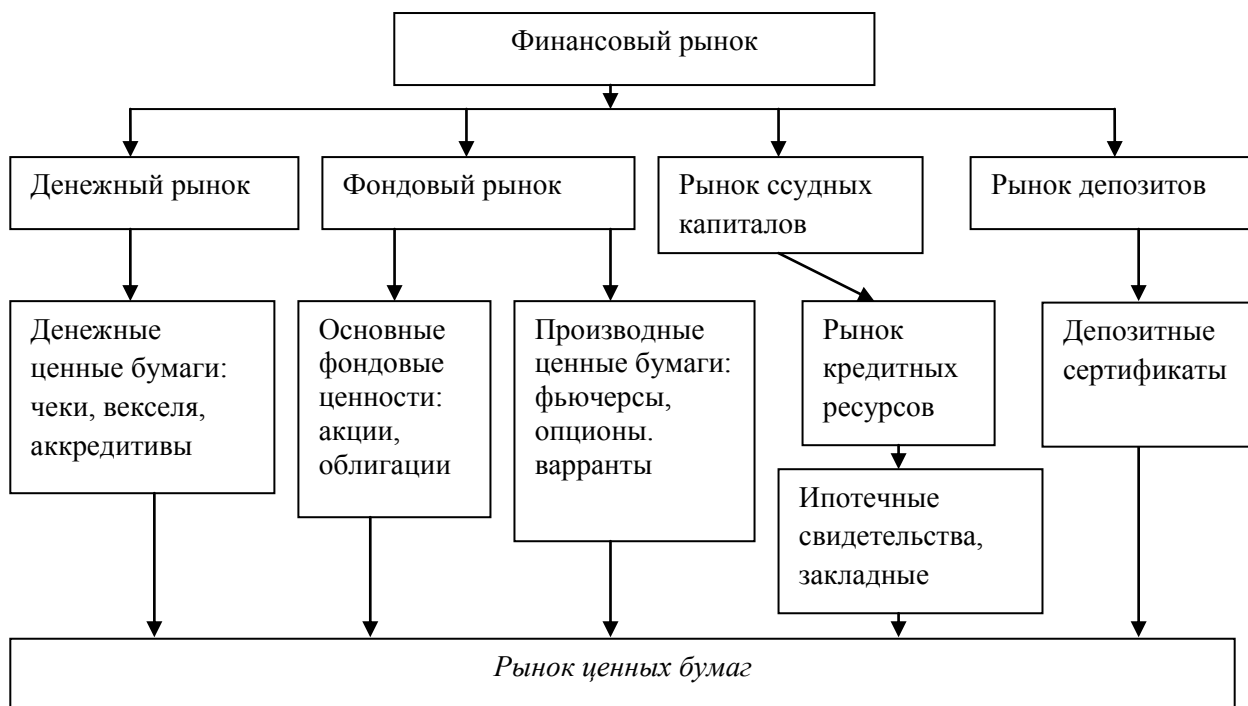 Финансовый рынок
Денежный рынок
Фондовый рынок
Рынок ссудных
капиталов
Рынок депозитов
Денежные
ценные бумаги:
чеки, векселя,
аккредитивы
Основные
фондовые
ценности:
акции,
облигации
Производные
ценные бумаги:
фьючерсы,
опционы.
варранты
Рынок
кредитных
ресурсов
Депозитные
сертификаты
Ипотечные
свидетельства,
закладные
Рынок ценных бумаг